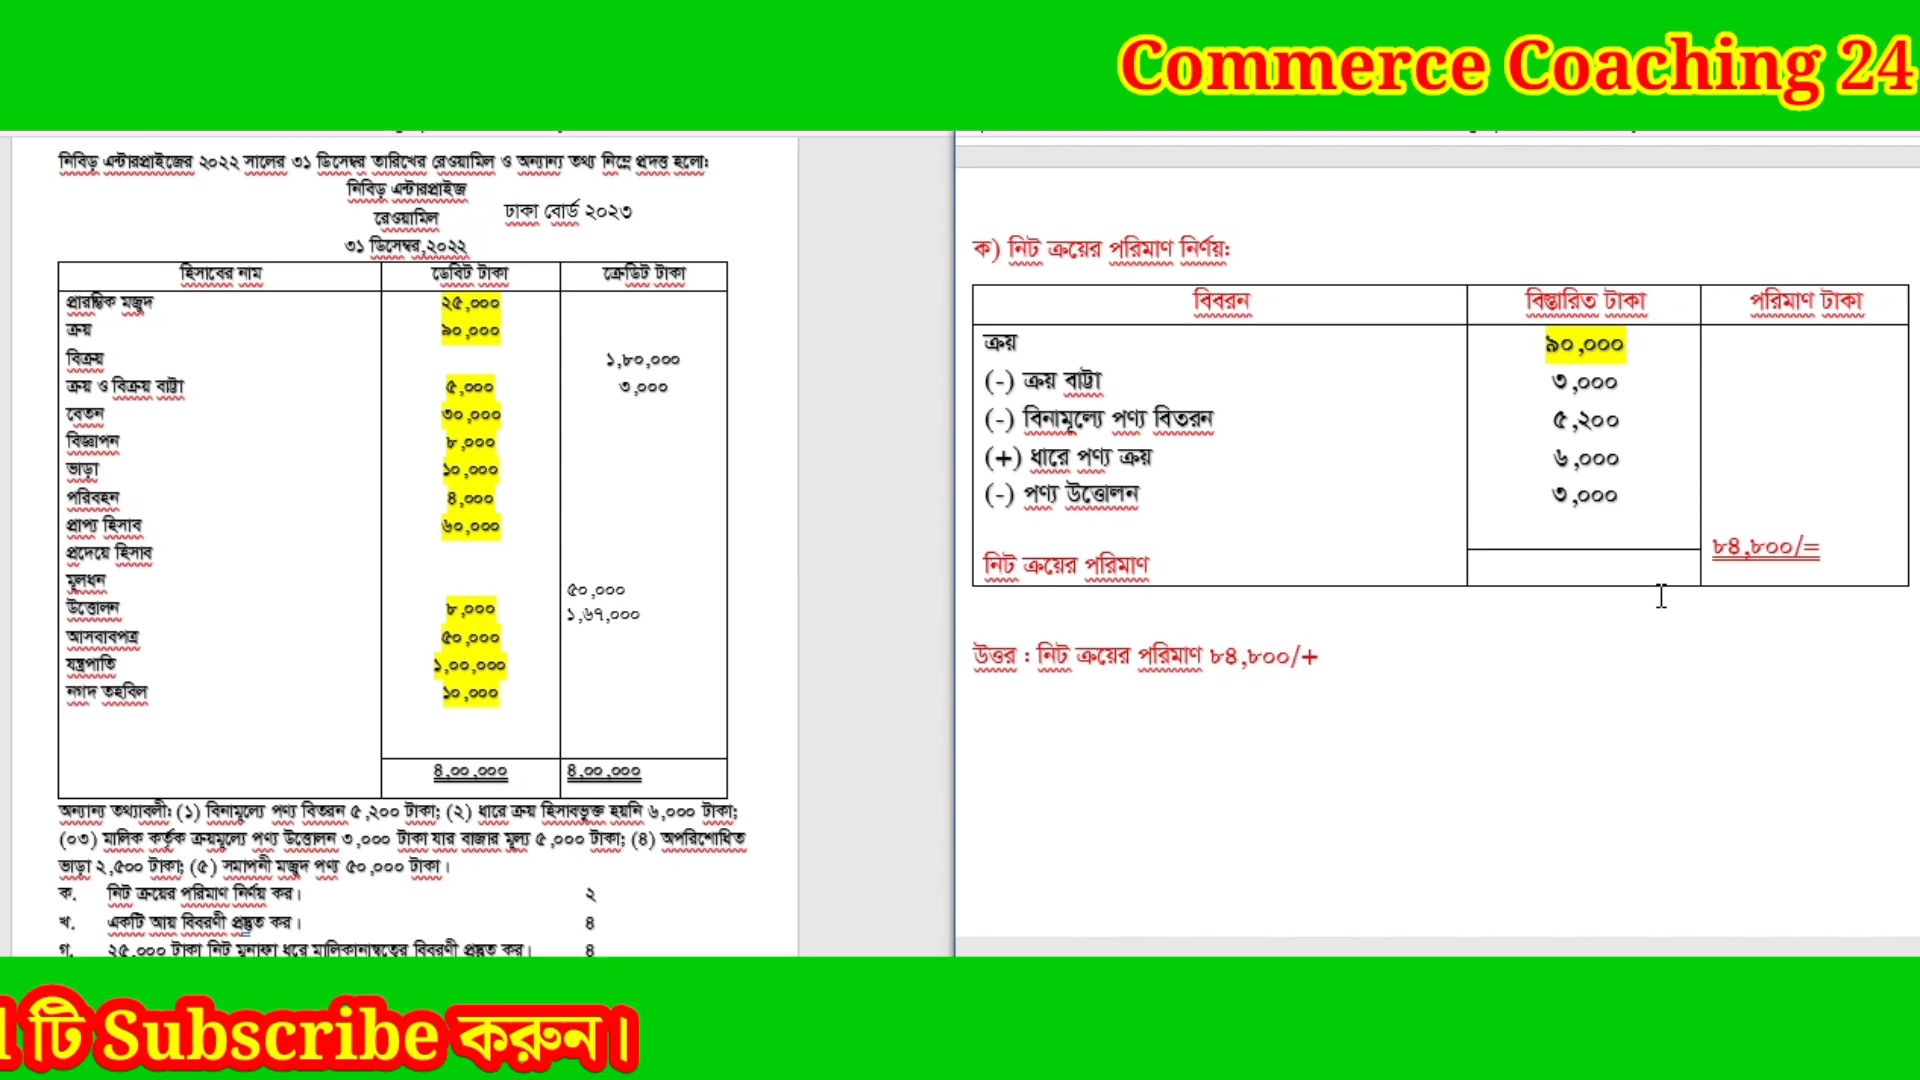 Commerce Coaching 24
নিবিড় এন্টারপ্রাইজের ২০২২ সালের ৩১ ডিসেম্বর তারিখের রেওয়ামিল ও অন্যান্য তথ্য নিম্নে প্রদত্ত হলো:
নিবিড় এন্টারপ্রাইজ
রেওয়ামিল
ঢাকা বোর্ড ২০২৩
৩১ ডিসেম্বর,২০২২
হিসাবের নাম ডেবিট টাকা ক্রেডিট টাকা
প্রারম্ভিক মজুদ ২৫,০০০
ক্রয় ৯০,০০০
বিক্রয় ১,৮০,০০০
ক্রয় ও বিক্রয় বাট্টা ৫,০০০ ৩,০০০
বেতন ৩০,০০০
বিজ্ঞাপন ৮,০০০
ভাড়া ১০,০০০
পরিবহন ৪,০০০
প্রাপ্য হিসাব ৬০,০০০
প্রদেয়ে হিসাব
মূলধন ৫০,০০০
উত্তোলন ৮,০০০ ১,৬৭,০০০
আসবাবপত্র ৫০,০০০
যন্ত্রপাতি ১,০০,০০০
নগদ তহবিল ১০,০০০
৪,০০,০০০ ৪,০০,০০০
অন্যান্য তথ্যাবলী: (১) বিনামূল্যে পণ্য বিতরন ৫,২০০ টাকা; (২) ধারে ক্রয় হিসাবভুক্ত হয়নি ৬,০০০ টাকা;
(০৩) মালিক কর্তৃক ক্রয়মূল্যে পণ্য উত্তোলন ৩,০০০ টাকা যার বাজার মূল্য ৫,০০০ টাকা; (৪) অপরিশোধিত
ভাড়া ২,৫০০ টাকা; (৫) সমাপনী মজুদ পণ্য ৫০,০০০ টাকা।
ক. নিট ক্রয়ের পরিমাণ নির্ণয় কর। ২
খ. একটি আয় বিবরণী প্রস্তুত কর। ৪
গ. ২৫,০০০ টাকা নিট মুনাফা ধরে মালিকানাস্বত্বের বিবরণী প্রস্তুত কর। ৪
ক) নিট ক্রয়ের পরিমাণ নির্ণয়:
বিবরন বিস্তারিত টাকা পরিমাণ টাকা
ক্রয় ৯০,০০০
(-) ক্রয় বাট্টা ৩,০০০
(-) বিনামূল্যে পণ্য বিতরন ৫,২০০
(+) ধারে পণ্য ক্রয় ৬,০০০
(-) পণ্য উত্তোলন ৩,০০০
নিট ক্রয়ের পরিমাণ ৮৪,৮০০/=
উত্তর : নিট ক্রয়ের পরিমাণ ৮৪,৮০০/+
টি Subscribe করুন।